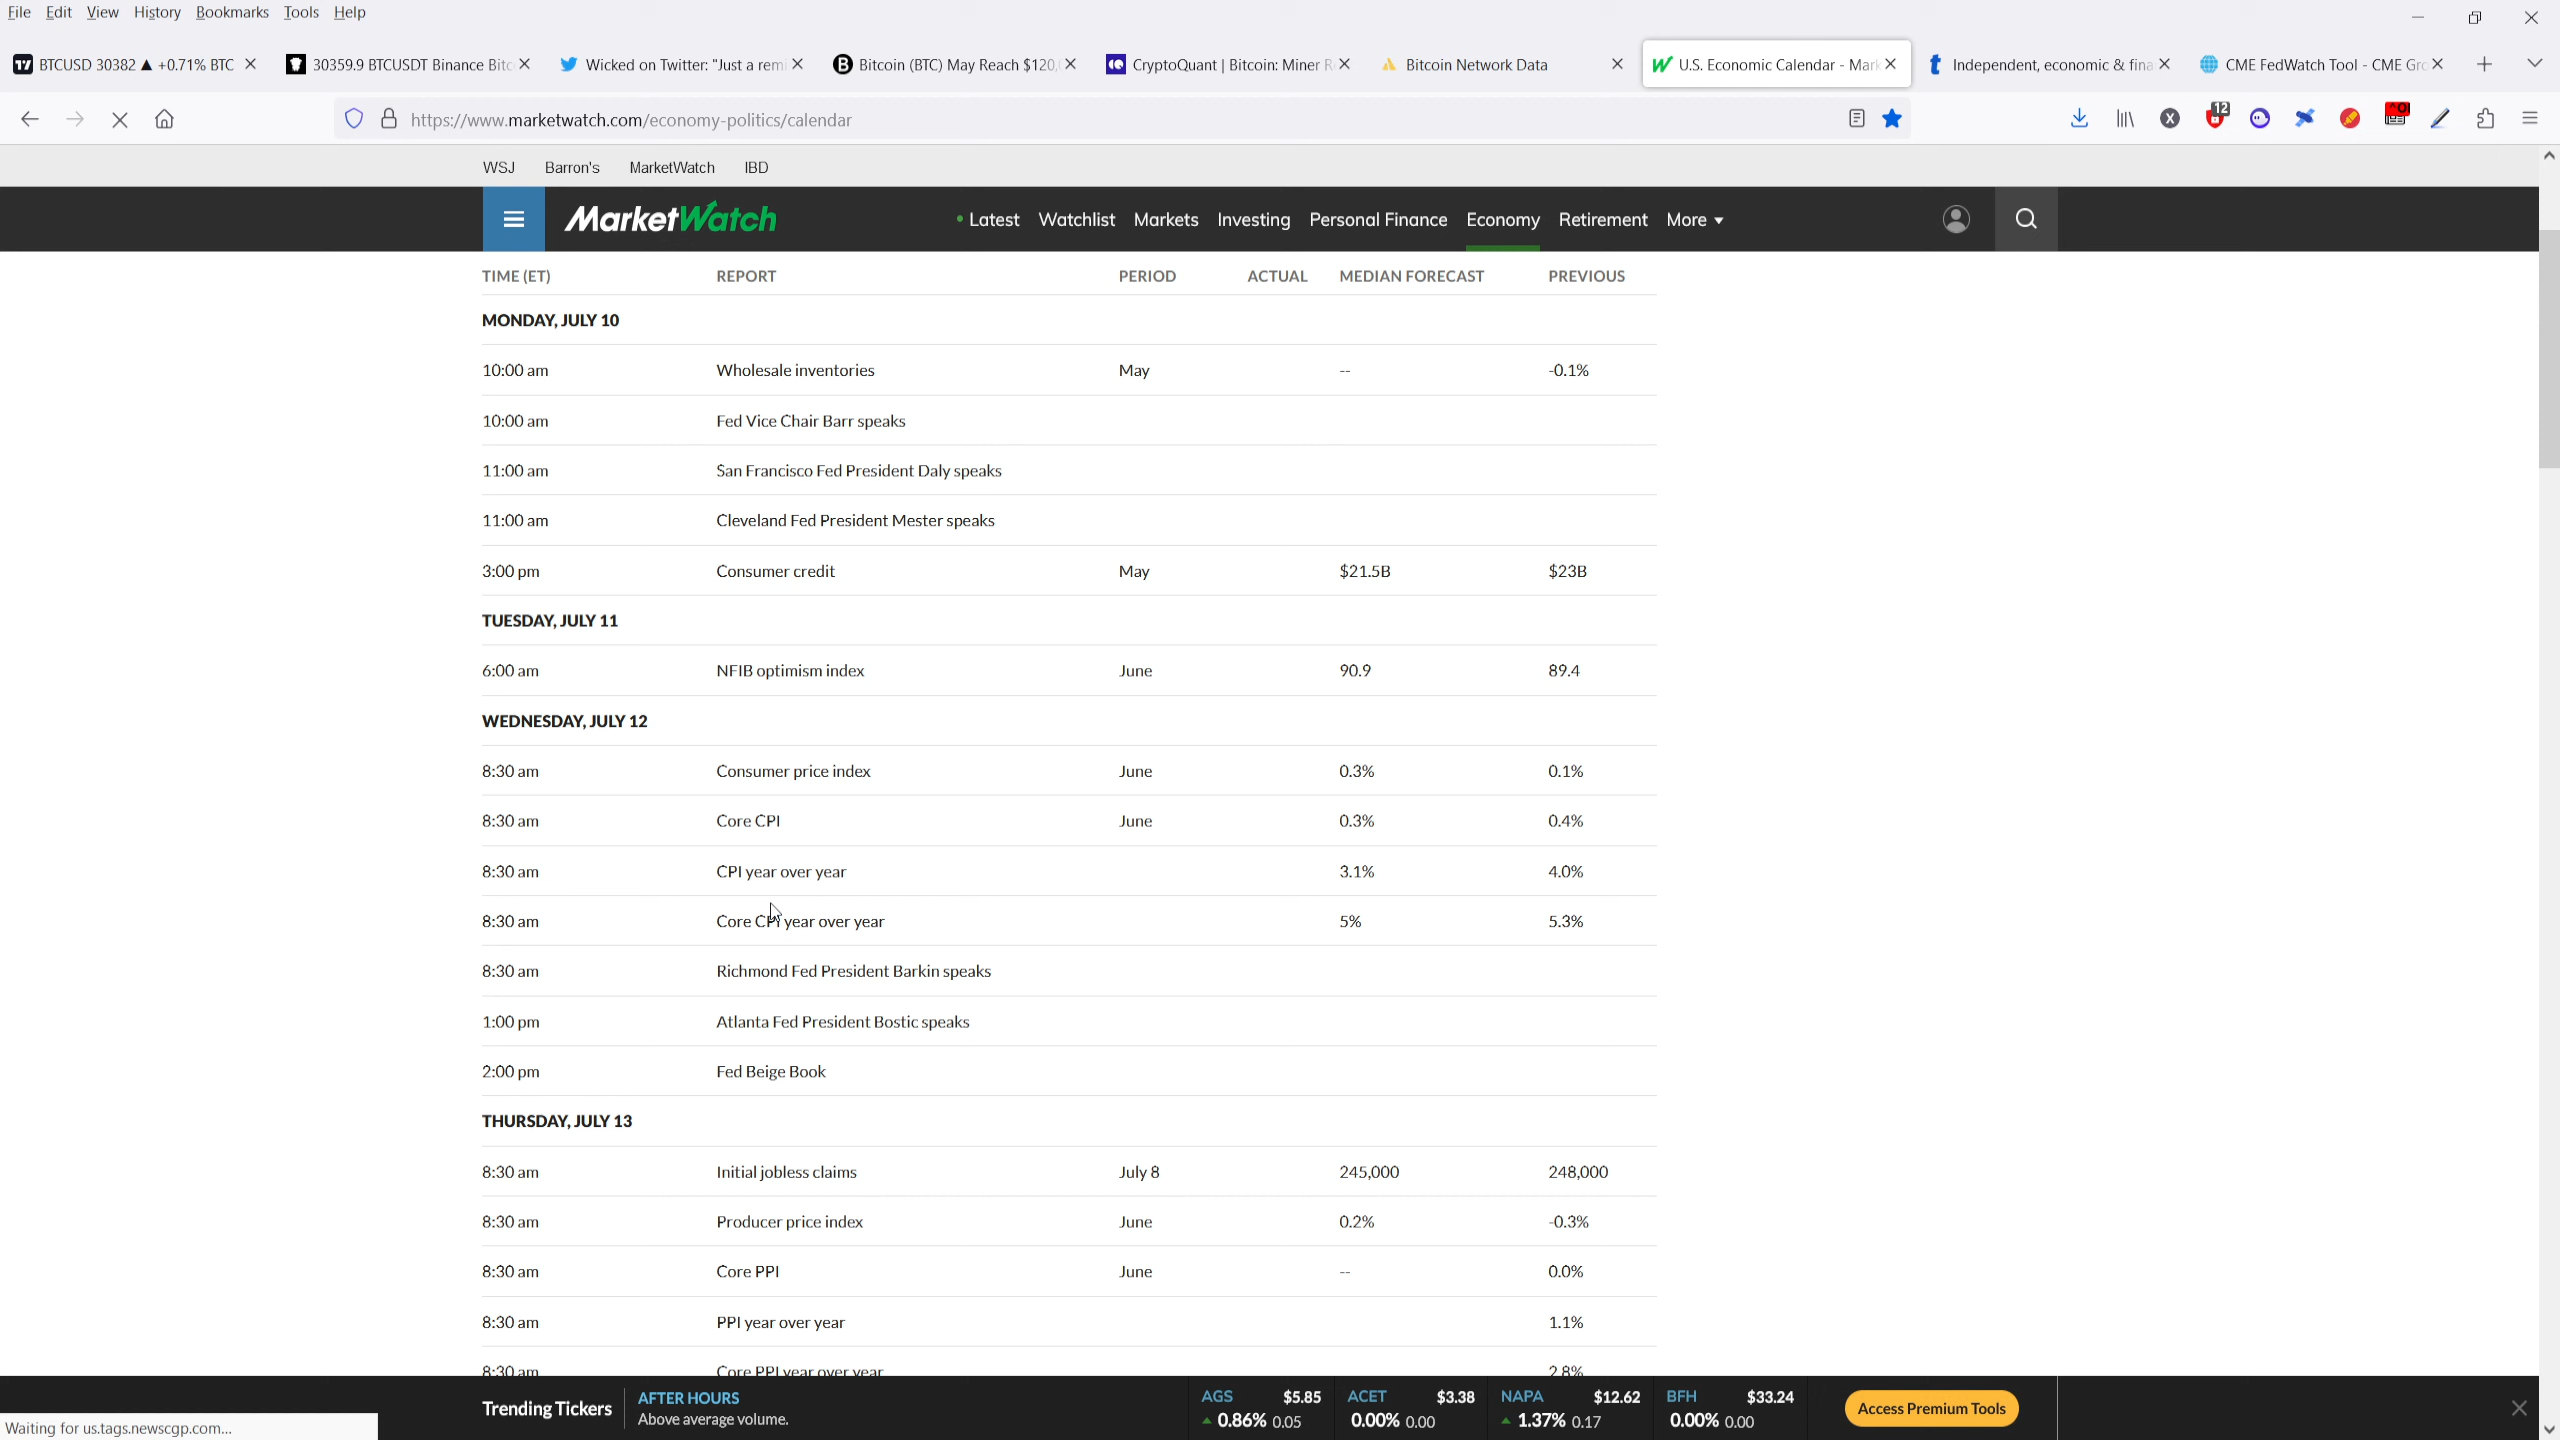 File Edit View History Bookmarks Tools Help
BTCUSD 30382 ▲ +0.71% BTC
30359.9 BTCUSDT Binance Bitc
Wicked on Twitter: "Just a remi
Bitcoin (BTC) May Reach $120,
CryptoQuant | Bitcoin: Miner R
Bitcoin Network Data
U.S. Economic Calendar - Mark
Independent, economic & fina
CME FedWatch Tool - CME Gro
https://www.marketwatch.com/economy-politics/calendar
12
WSJ Barron's MarketWatch IBD
MarketWatch
Latest Watchlist Markets Investing Personal Finance Economy Retirement More
TIME (ET) REPORT PERIOD ACTUAL MEDIAN FORECAST PREVIOUS
MONDAY, JULY 10
10:00 am Wholesale inventories May -- -0.1%
10:00 am Fed Vice Chair Barr speaks
11:00 am San Francisco Fed President Daly speaks
11:00 am Cleveland Fed President Mester speaks
3:00 pm Consumer credit May $21.5B $23B
TUESDAY, JULY 11
6:00 am NFIB optimism index June 90.9 89.4
WEDNESDAY, JULY 12
8:30 am Consumer price index June 0.3% 0.1%
8:30 am Core CPI June 0.3% 0.4%
8:30 am CPI year over year 3.1% 4.0%
8:30 am Core CPI year over year 5% 5.3%
8:30 am Richmond Fed President Barkin speaks
1:00 pm Atlanta Fed President Bostic speaks
2:00 pm Fed Beige Book
THURSDAY, JULY 13
8:30 am Initial jobless claims July 8 245,000 248,000
8:30 am Producer price index June 0.2% -0.3%
8:30 am Core PPI June -- 0.0%
8:30 am PPI year over year 1.1%
8:30 am Core PPI year over year 2.8%
Trending Tickers
AFTER HOURS
Above average volume.
AGS $5.85
0.86% 0.05
ACET $3.38
0.00% 0.00
NAPA $12.62
1.37% 0.17
BFH $33.24
0.00% 0.00
Access Premium Tools
Waiting for us.tags.newscgp.com...